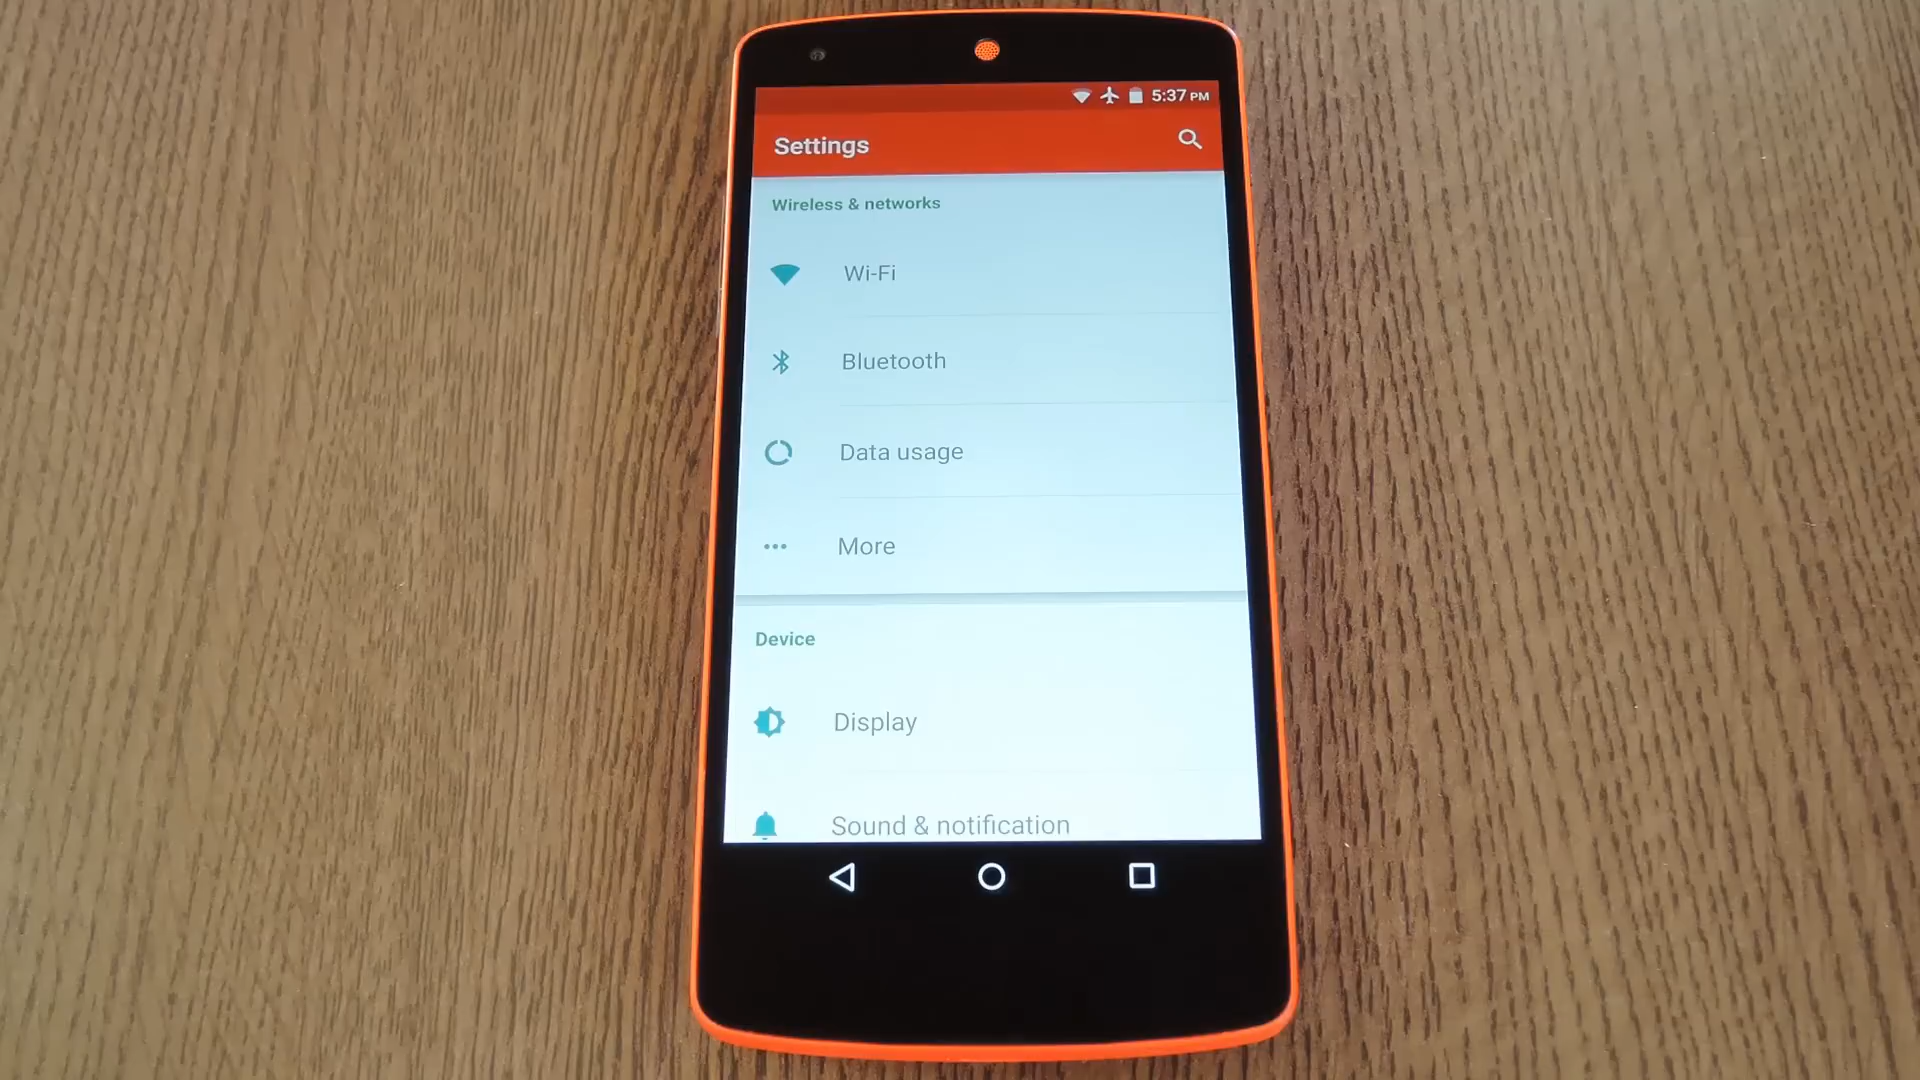 5:37 PM
Settings
Wireless & networks
Wi-Fi
Bluetooth
Data usage
More
Device
Display
Sound & notification